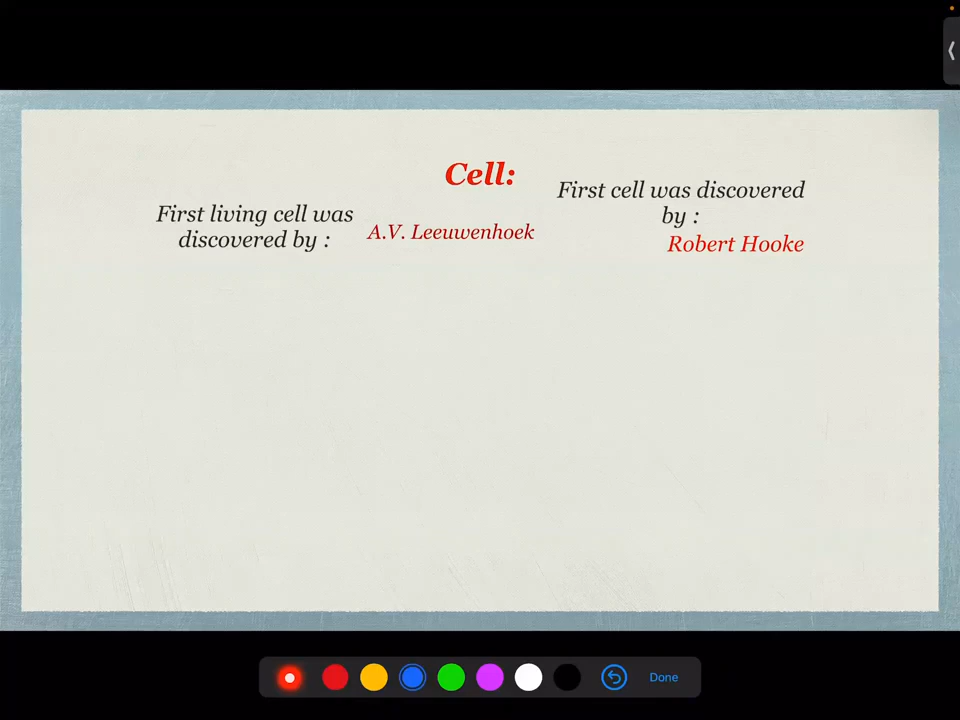 Cell:
First living cell was
discovered by :
A.V. Leeuwenhoek
First cell was discovered
by :
Robert Hooke
Done